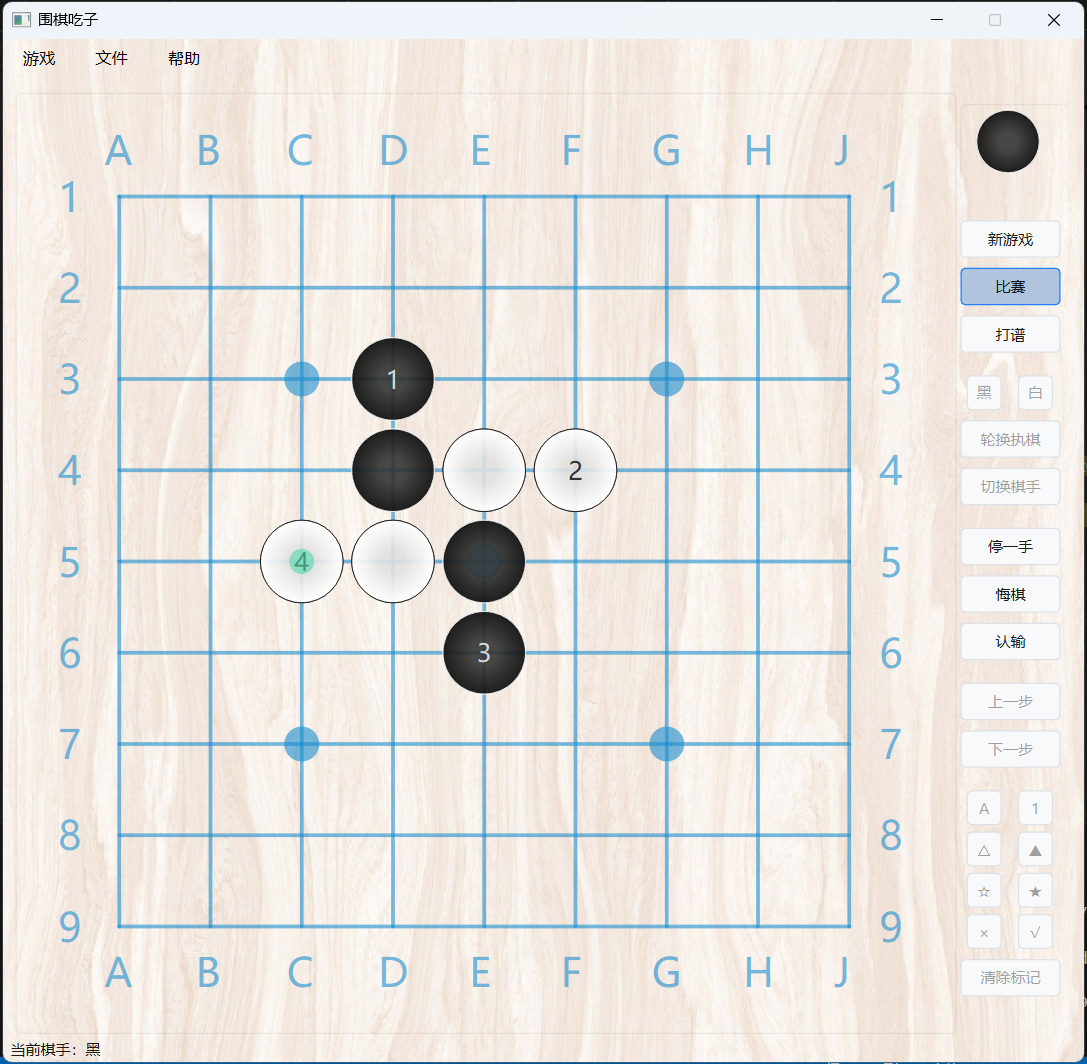 围棋吃子
游戏 文件 帮助
A B C D E F G H J
1 1
2 2
3 1 3
4 2 4
5 4 5
6 3 6
7 7
8 8
9 9
A B C D E F G H J
新游戏
比赛
打谱
黑 白
轮换执棋
切换棋手
停一手
悔棋
认输
上一步
下一步
A 1
△ ▲
☆ ★
× √
清除标记
当前棋手：黑